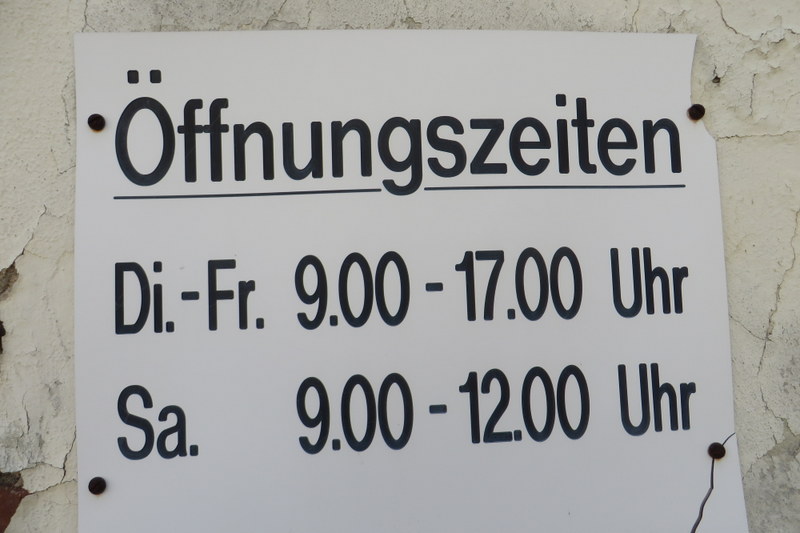 Öffnungszeiten
Di.-Fr. 9.00 - 17.00 Uhr
Sa. 9.00 - 12.00 Uhr